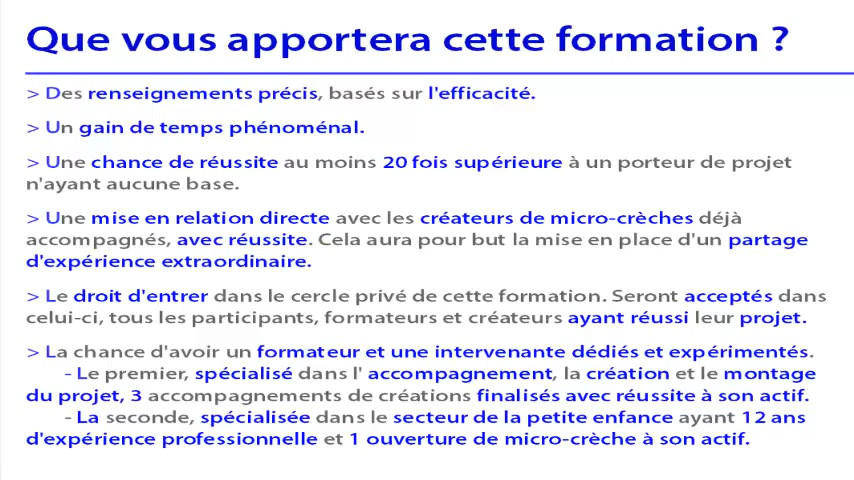 Que vous apportera cette formation ?
> Des renseignements précis, basés sur l'efficacité.
> Un gain de temps phénoménal.
> Une chance de réussite au moins 20 fois supérieure à un porteur de projet
n'ayant aucune base.
> Une mise en relation directe avec les créateurs de micro-crèches déjà
accompagnés, avec réussite. Cela aura pour but la mise en place d'un partage
d'expérience extraordinaire.
> Le droit d'entrer dans le cercle privé de cette formation. Seront acceptés dans
celui-ci, tous les participants, formateurs et créateurs ayant réussi leur projet.
> La chance d'avoir un formateur et une intervenante dédiés et expérimentés.
- Le premier, spécialisé dans l' accompagnement, la création et le montage
du projet, 3 accompagnements de créations finalisés avec réussite à son actif.
- La seconde, spécialisée dans le secteur de la petite enfance ayant 12 ans
d'expérience professionnelle et 1 ouverture de micro-crèche à son actif.